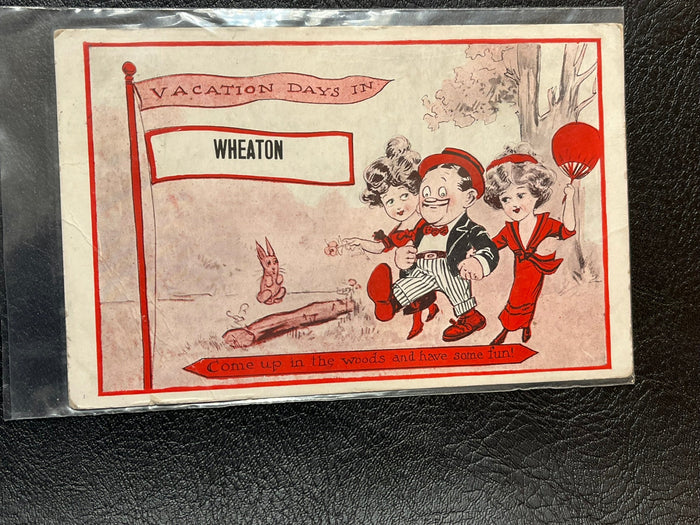 VACATION DAYS IN
WHEATON
Come up in the woods and have some fun!